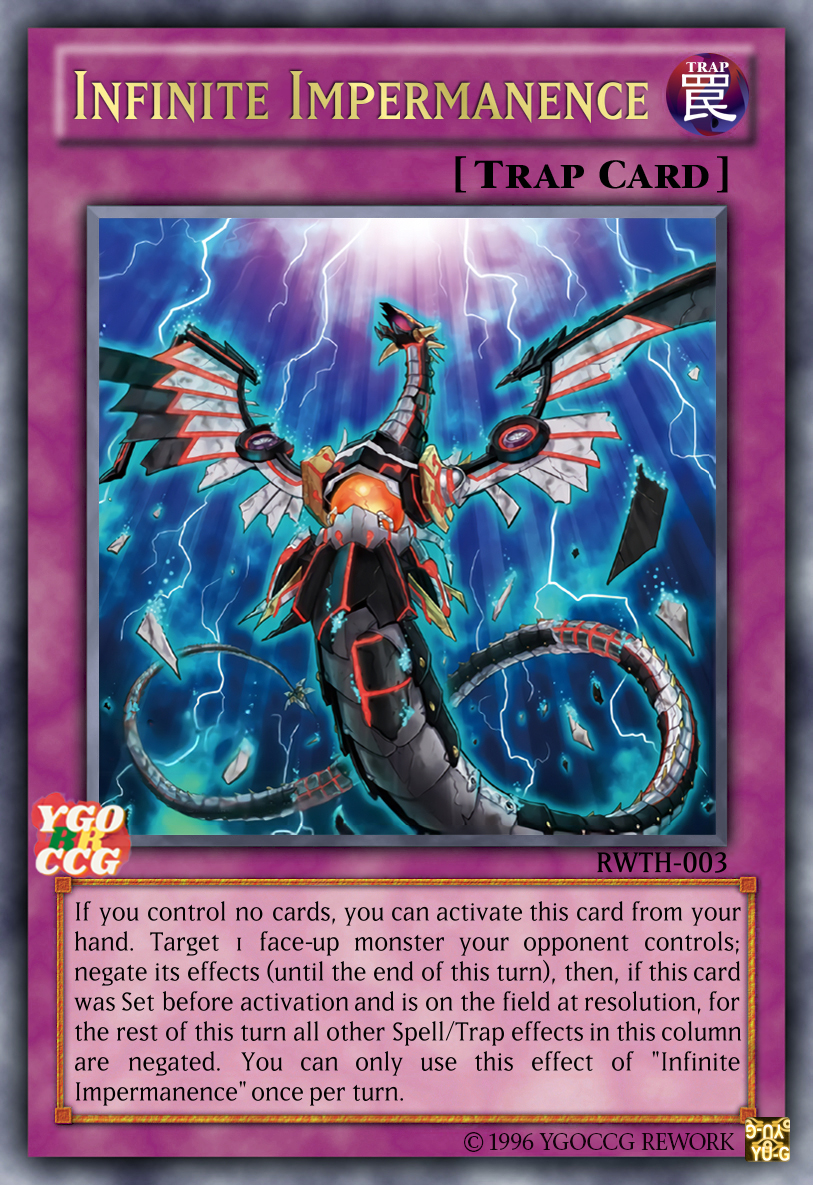 INFINITE IMPERMANENCE
TRAP
罠
[TRAP CARD]
YGO
RR
CCG
RWTH-003
If you control no cards, you can activate this card from your
hand. Target 1 face-up monster your opponent controls;
negate its effects (until the end of this turn), then, if this card
was Set before activation and is on the field at resolution, for
the rest of this turn all other Spell/Trap effects in this column
are negated. You can only use this effect of "Infinite
Impermanence" once per turn.
© 1996 YGOCCG REWORK